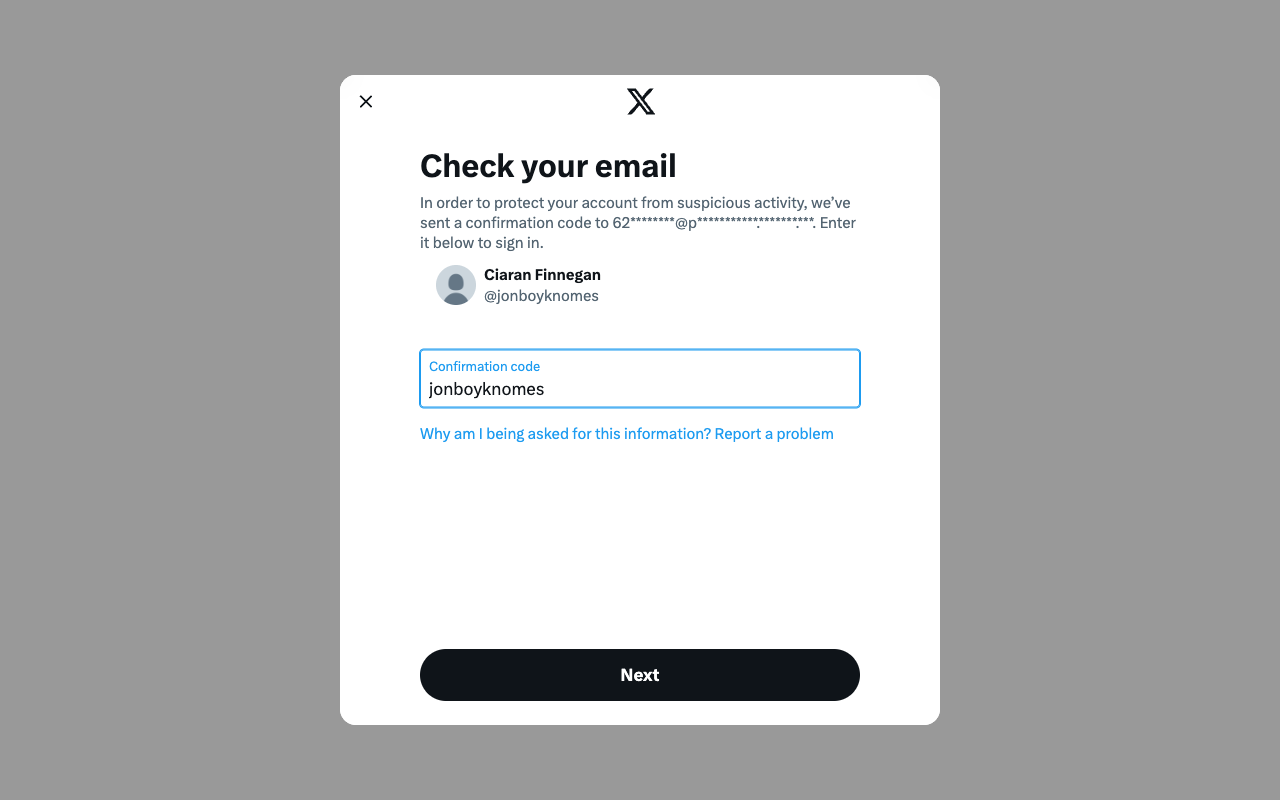 Check your email
In order to protect your account from suspicious activity, we've
sent a confirmation code to 62********@p***********.*******.***. Enter
it below to sign in.
Ciaran Finnegan
@jonboyknomes
Confirmation code
jonboyknomes
Why am I being asked for this information? Report a problem
Next